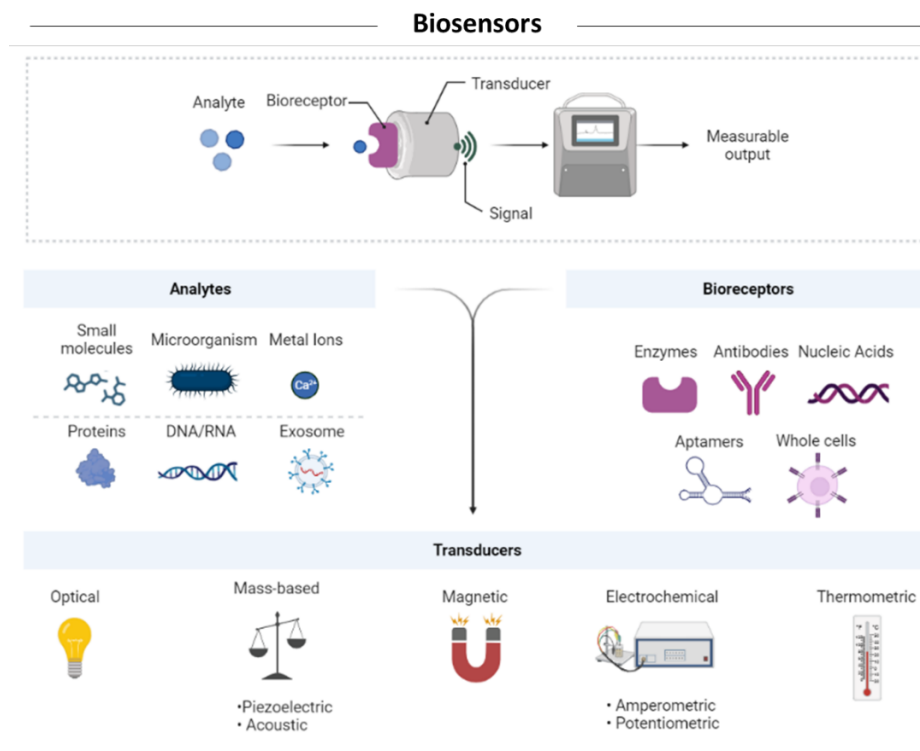 Biosensors
Transducer
Analyte
Bioreceptor
Measurable
output
Signal
Analytes
Bioreceptors
Small
molecules
Microorganism
Metal Ions
Ca²⁺
Proteins
DNA/RNA
Exosome
Enzymes
Antibodies
Nucleic Acids
Aptamers
Whole cells
Transducers
Optical
Mass-based
Magnetic
Electrochemical
Thermometric
•Piezoelectric
• Acoustic
• Amperometric
• Potentiometric